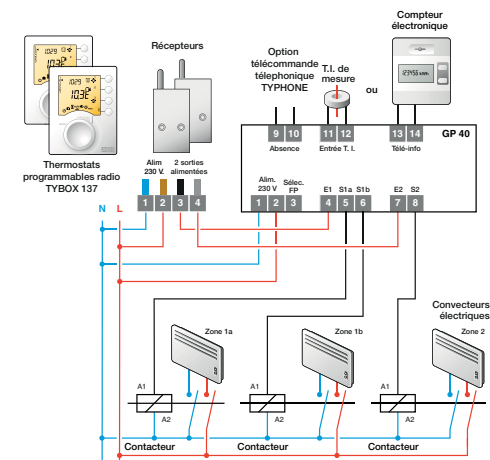 Compteur
électronique
Option
télécommande
téléphonique
TYPHONE
T.I. de
mesure
ou
Récepteurs
Thermostats
programmables radio
TYBOX 137
9 10 11 12 13 14 GP 40
Absence Entrée T. I. Télé-info
Alim
230 V.
2 sorties
alimentées
Alim.
230 V
Sélec.
FP
E1 S1a S1b E2 S2
N L
1 2 3 4
1 2 3 4 5 6 7 8
Convecteurs
électriques
Zone 1a
Zone 1b
Zone 2
A1
A1
A1
A2
A2
A2
Contacteur
Contacteur
Contacteur